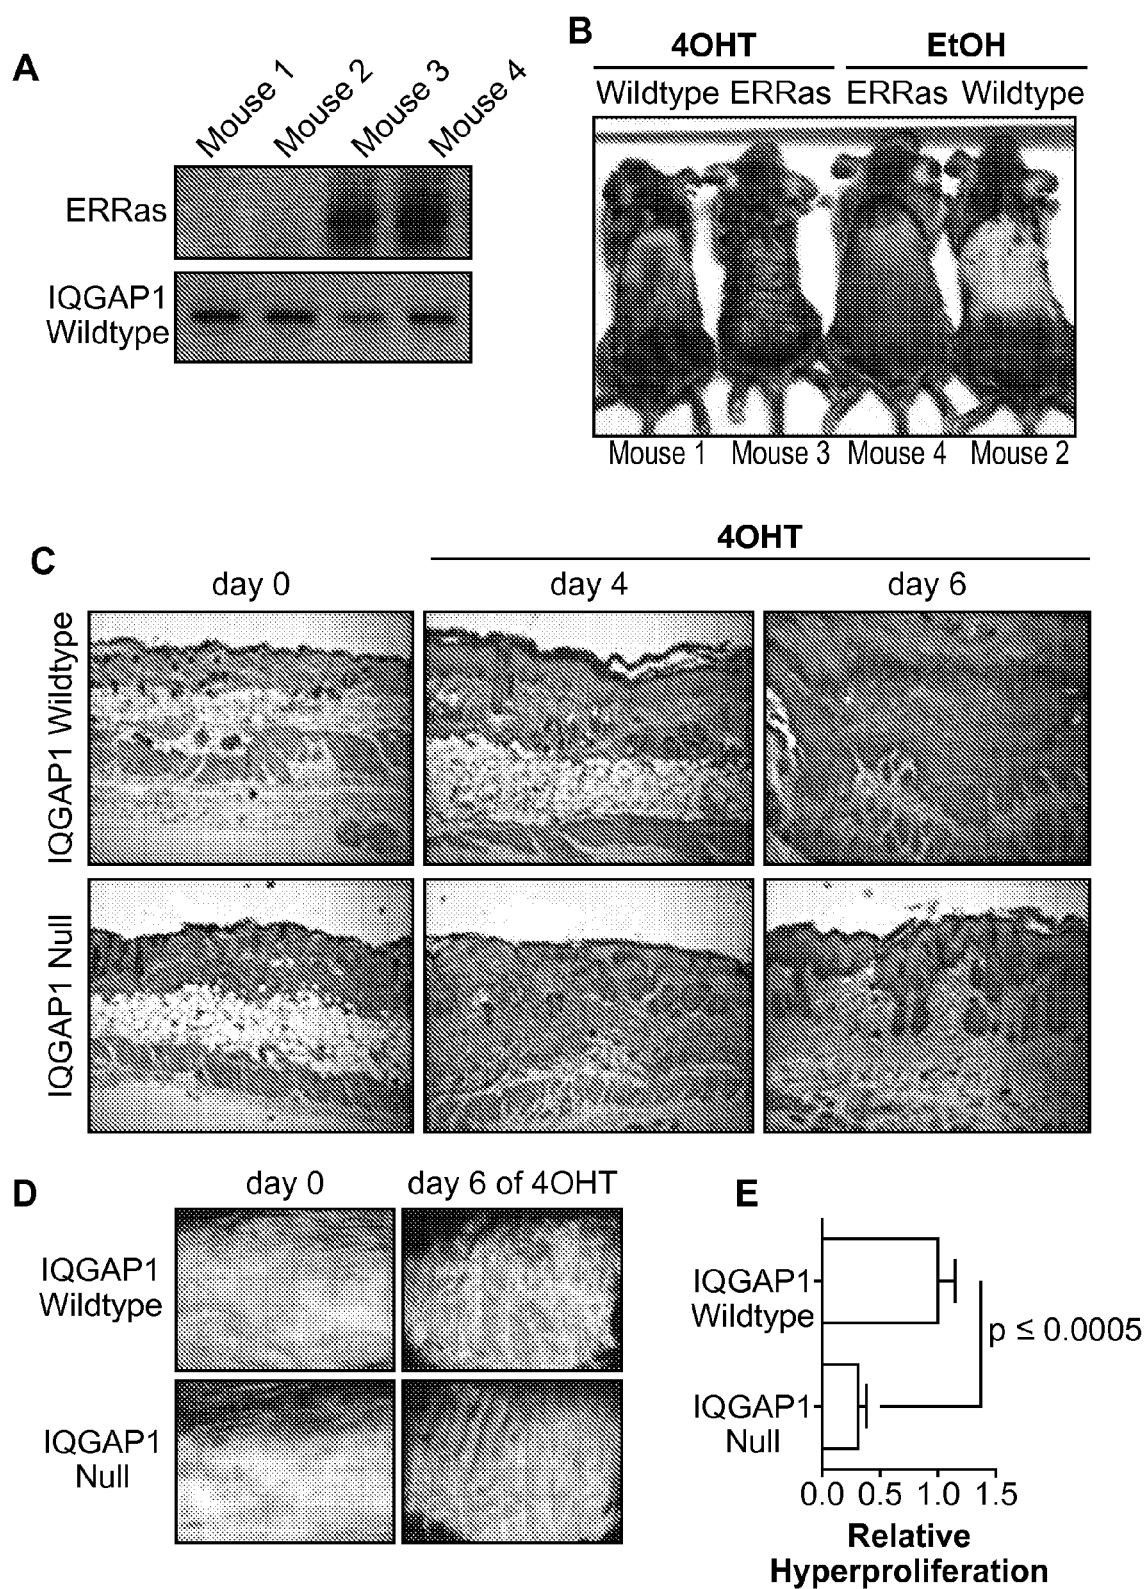 A
Mouse 1
Mouse 2
Mouse 3
Mouse 4
ERRas
IQGAP1
Wildtype
B
4OHT
EtOH
Wildtype ERRas ERRas Wildtype
Mouse 1 Mouse 3 Mouse 4 Mouse 2
C
4OHT
day 0
day 4
day 6
IQGAP1 Wildtype
IQGAP1 Null
D
day 0
day 6 of 4OHT
IQGAP1
Wildtype
IQGAP1
Null
E
IQGAP1
Wildtype
p ≤ 0.0005
IQGAP1
Null
0.0 0.5 1.0 1.5
Relative
Hyperproliferation